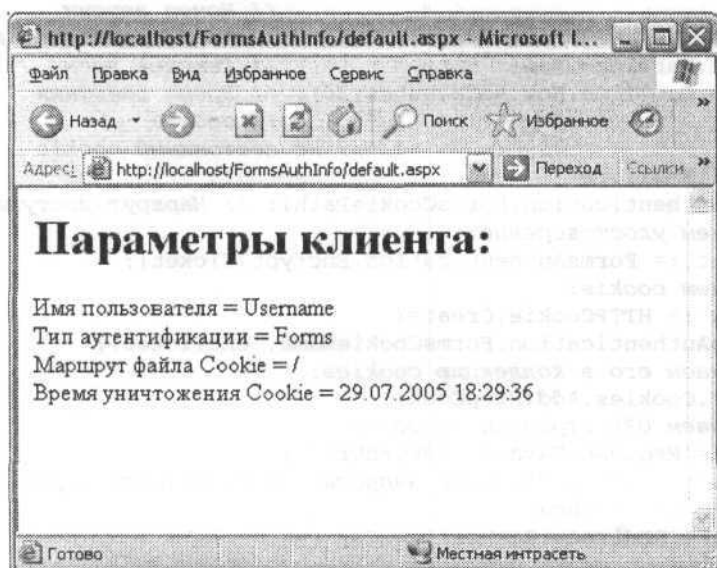 http://localhost/FormsAuthInfo/default.aspx - Microsoft I...
Файл Правка Вид Избранное Сервис Справка
Назад Поиск Избранное »
Адрес: http://localhost/FormsAuthInfo/default.aspx Переход Ссылки »
Параметры клиента:
Имя пользователя = Username
Тип аутентификации = Forms
Маршрут файла Cookie = /
Время уничтожения Cookie = 29.07.2005 18:29:36
Готово Местная интрасеть